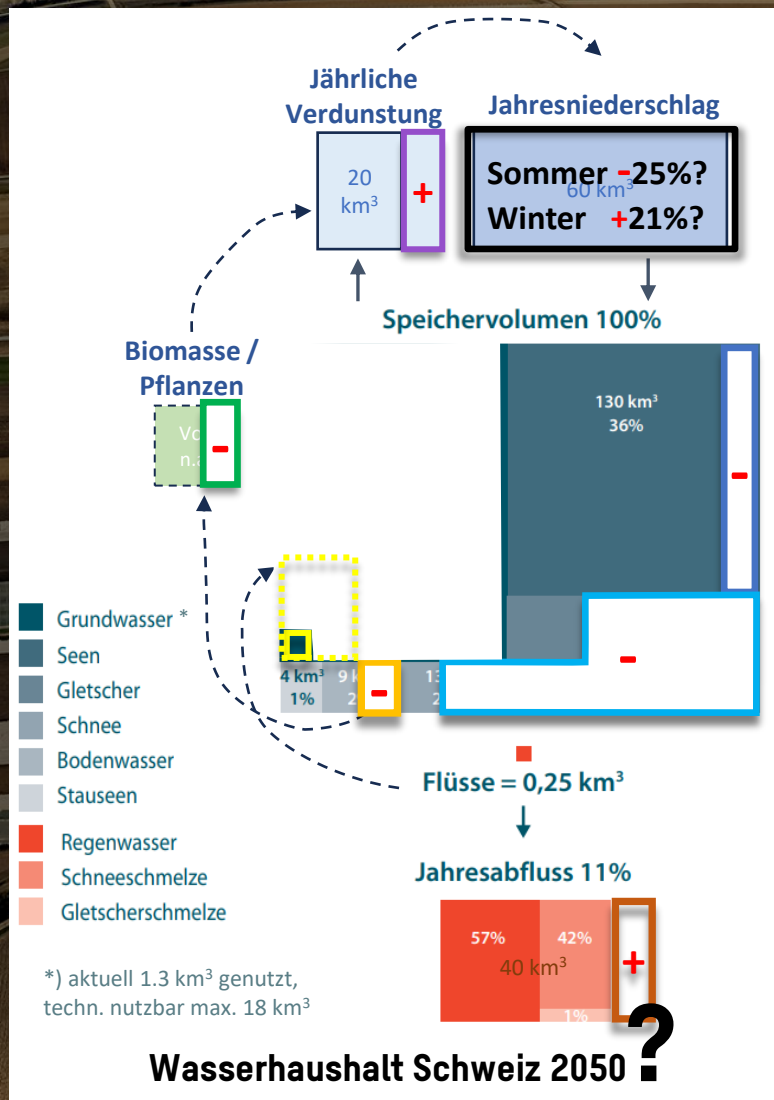 Jährliche
Verdunstung
Jahresniederschlag
20
km³
+
Sommer -25%?
60 km³
Winter +21%?
Speichervolumen 100%
Biomasse /
Pflanzen
130 km³
36%
-
-
-
4 km³ 9
1% 2
-
Grundwasser *
Seen
Gletscher
Schnee
Bodenwasser
Stauseen
Flüsse = 0,25 km³
Regenwasser
Schneeschmelze
Gletscherschmelze
Jahresabfluss 11%
57% 42%
40 km³
+
1%
*) aktuell 1.3 km³ genutzt,
techn. nutzbar max. 18 km³
Wasserhaushalt Schweiz 2050?